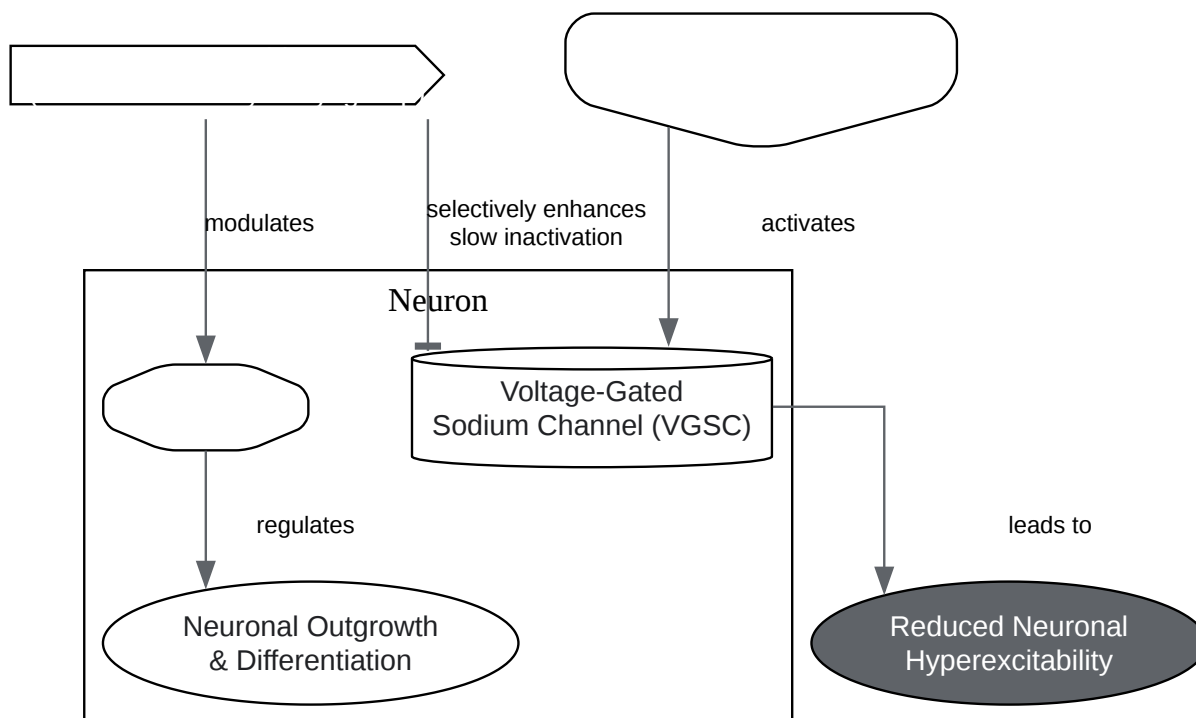 modulates
selectively enhances
slow inactivation
activates
Neuron
Voltage-Gated
Sodium Channel (VGSC)
regulates
leads to
Neuronal Outgrowth
& Differentiation
Reduced Neuronal
Hyperexcitability